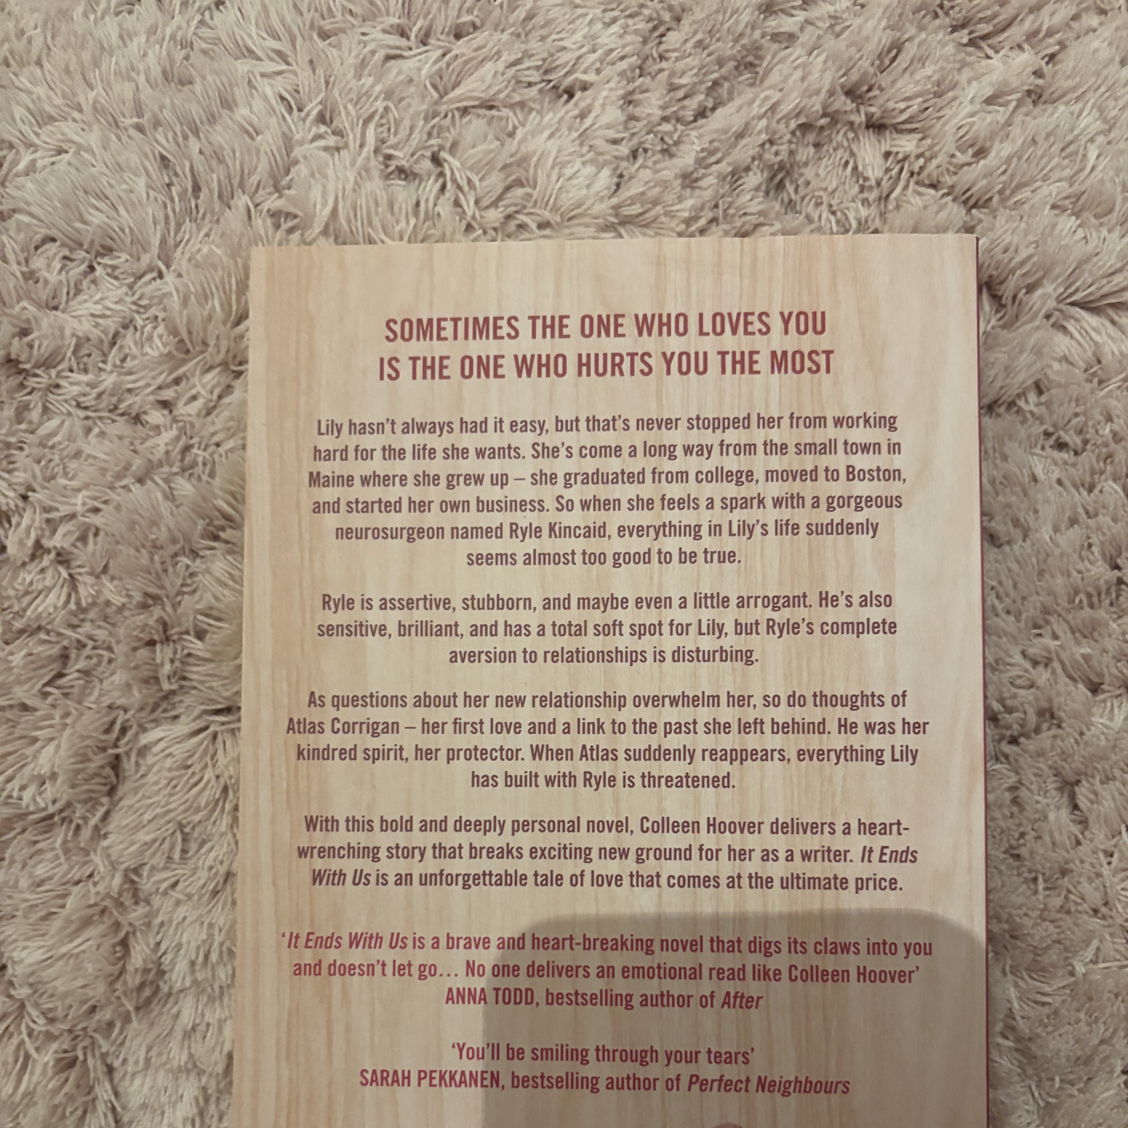 SOMETIMES THE ONE WHO LOVES YOU
IS THE ONE WHO HURTS YOU THE MOST
Lily hasn't always had it easy, but that's never stopped her from working
hard for the life she wants. She's come a long way from the small town in
Maine where she grew up – she graduated from college, moved to Boston,
and started her own business. So when she feels a spark with a gorgeous
neurosurgeon named Ryle Kincaid, everything in Lily's life suddenly
seems almost too good to be true.
Ryle is assertive, stubborn, and maybe even a little arrogant. He's also
sensitive, brilliant, and has a total soft spot for Lily, but Ryle's complete
aversion to relationships is disturbing.
As questions about her new relationship overwhelm her, so do thoughts of
Atlas Corrigan – her first love and a link to the past she left behind. He was her
kindred spirit, her protector. When Atlas suddenly reappears, everything Lily
has built with Ryle is threatened.
With this bold and deeply personal novel, Colleen Hoover delivers a heart-
wrenching story that breaks exciting new ground for her as a writer. It Ends
With Us is an unforgettable tale of love that comes at the ultimate price.
'It Ends With Us is a brave and heart-breaking novel that digs its claws into you
and doesn't let go… No one delivers an emotional read like Colleen Hoover'
ANNA TODD, bestselling author of After
'You'll be smiling through your tears'
SARAH PEKKANEN, bestselling author of Perfect Neighbours